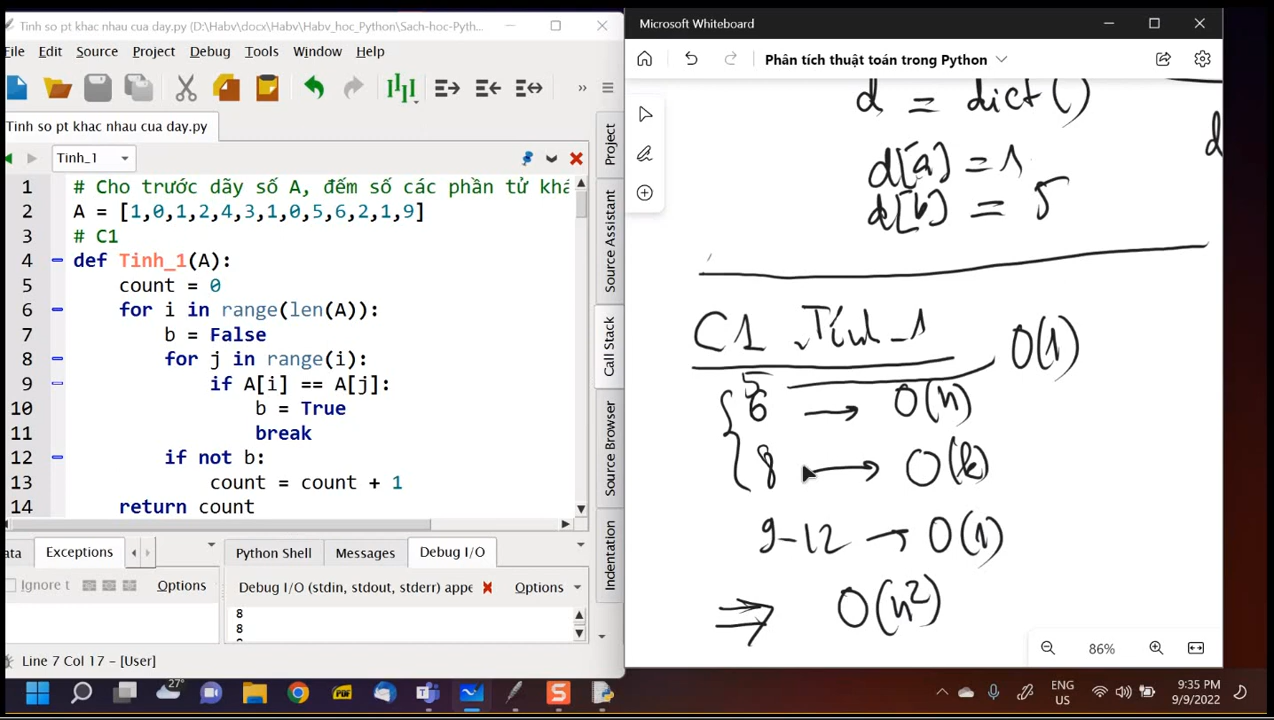 Tinh so pt khac nhau cua day.py (D:\Habv\docx\Habv\Habv_hoc_Python\Sach-hoc-Pyth...
File Edit Source Project Debug Tools Window Help
Tinh so pt khac nhau cua day.py
Tinh_1
1 # Cho trước dãy số A, đếm số các phần tử khá
2 A = [1,0,1,2,4,3,1,0,5,6,2,1,9]
3 # C1
4 def Tinh_1(A):
5 count = 0
6 for i in range(len(A)):
7 b = False
8 for j in range(i):
9 if A[i] == A[j]:
10 b = True
11 break
12 if not b:
13 count = count + 1
14 return count
Project
Source Assistant
Call Stack
Source Browser
Indentation
ata Exceptions
Ignore t Options
Python Shell Messages Debug I/O
Debug I/O (stdin, stdout, stderr) appe Options
8
8
Line 7 Col 17 - [User]
Microsoft Whiteboard
Phân tích thuật toán trong Python
d = dict()
d[a] = 1
d[b] = 5
d
C1 Tính_1
O(1)
5
6 → O(n)
8 → O(k)
9-12 → O(1)
⇒ O(n²)
86%
27°
ENG
US
9:35 PM
9/9/2022